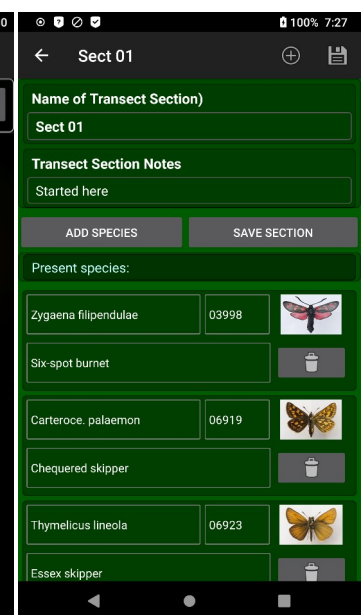 0
100% 7:27
Sect 01
Name of Transect Section)
Sect 01
Transect Section Notes
Started here
ADD SPECIES
SAVE SECTION
Present species:
Zygaena filipendulae
03998
Six-spot burnet
Carteroce. palaemon
06919
Chequered skipper
Thymelicus lineola
06923
Essex skipper